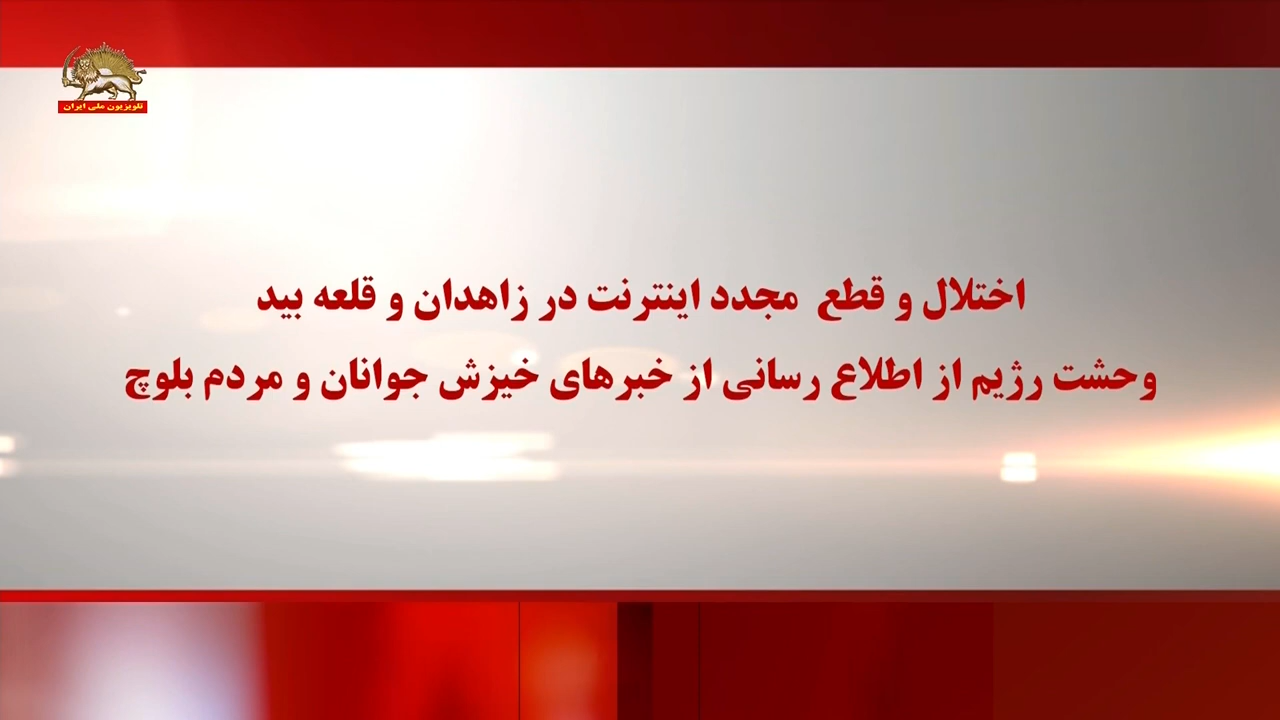 تلویزیون ملی ایران
اختلال و قطع مجدد اینترنت در زاهدان و قلعه بید
وحشت رژیم از اطلاع رسانی از خبرهای خیزش جوانان و مردم بلوچ